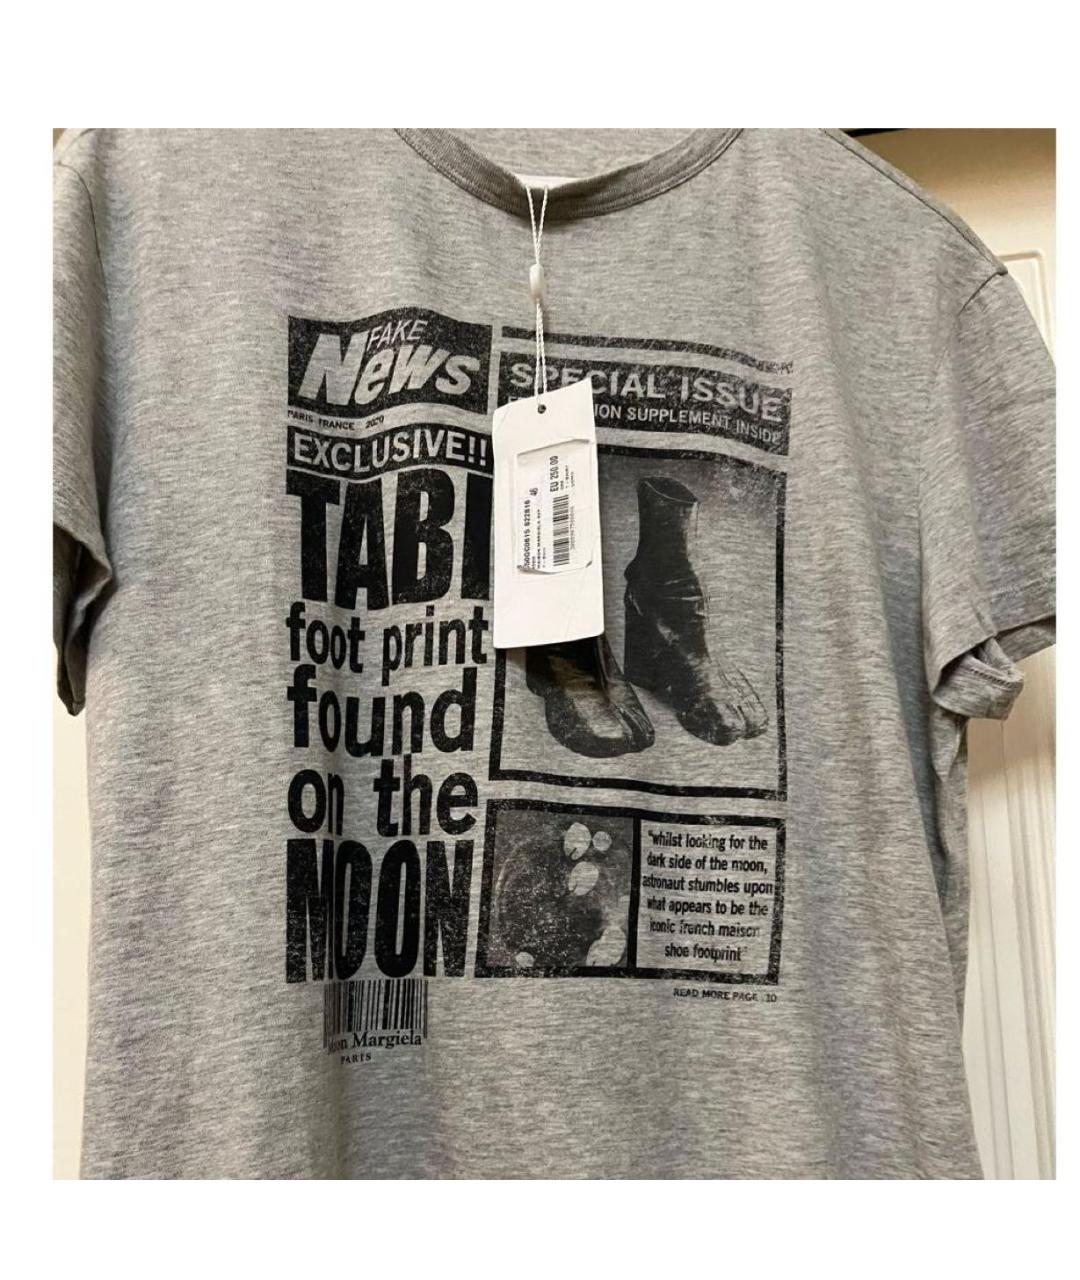 FAKE
News
PARIS FRANCE 2020
EXCLUSIVE!!
TABI
foot print
found
on the
MOON
Margiela
PARIS
SPECIAL ISSUE
SUPPLEMENT INSIDE
46
EU 250.00
"whilst looking for the
dark side of the moon,
astronaut stumbles upon
what appears to be the
iconic french maison
shoe footprint"
READ MORE PAGE 10